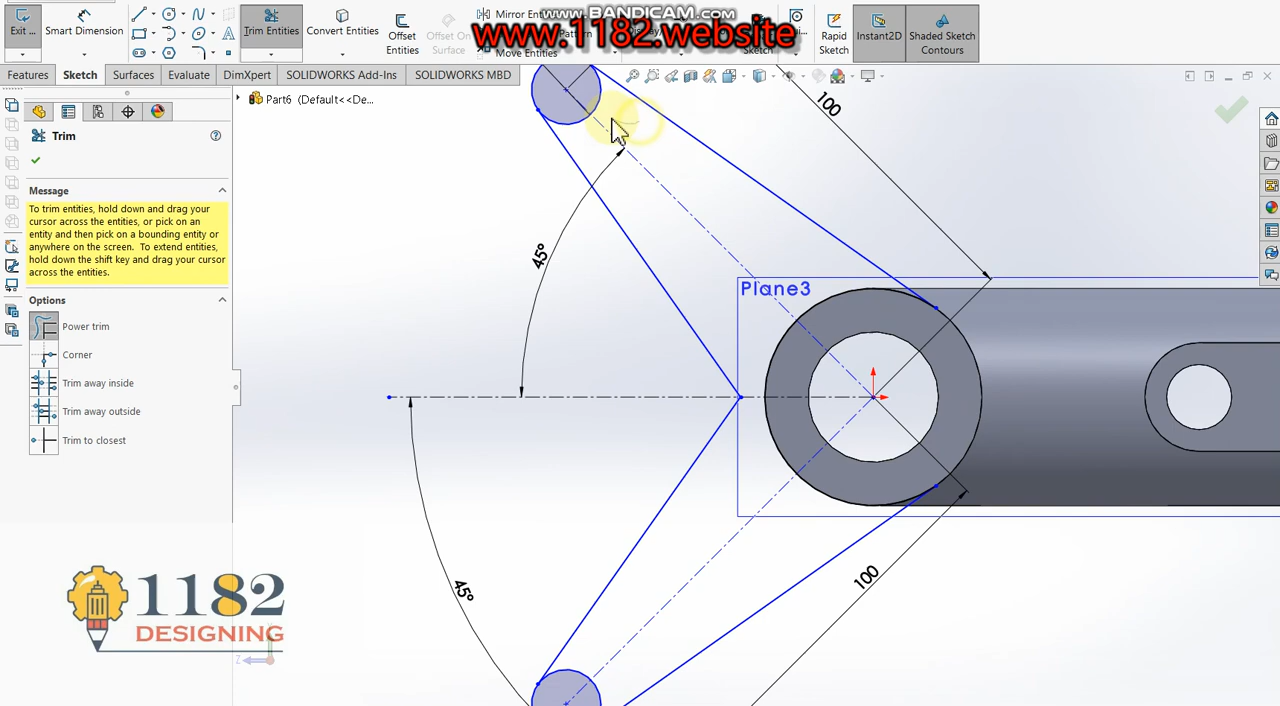 www.BANDICAM.com
www.1182.website
Exit ...
Smart Dimension
Trim Entities
Convert Entities
Offset Entities
Offset On Surface
Mirror Entities
Pattern
Move Entities
Rapid Sketch
Instant2D
Shaded Sketch Contours
Features
Sketch
Surfaces
Evaluate
DimXpert
SOLIDWORKS Add-Ins
SOLIDWORKS MBD
Part6 (Default<<De...
Trim
Message
To trim entities, hold down and drag your
cursor across the entities, or pick on an
entity and then pick on a bounding entity or
anywhere on the screen. To extend entities,
hold down the shift key and drag your cursor
across the entities.
Options
Power trim
Corner
Trim away inside
Trim away outside
Trim to closest
100
45°
Plane3
45°
100
1182
DESIGNING
Z